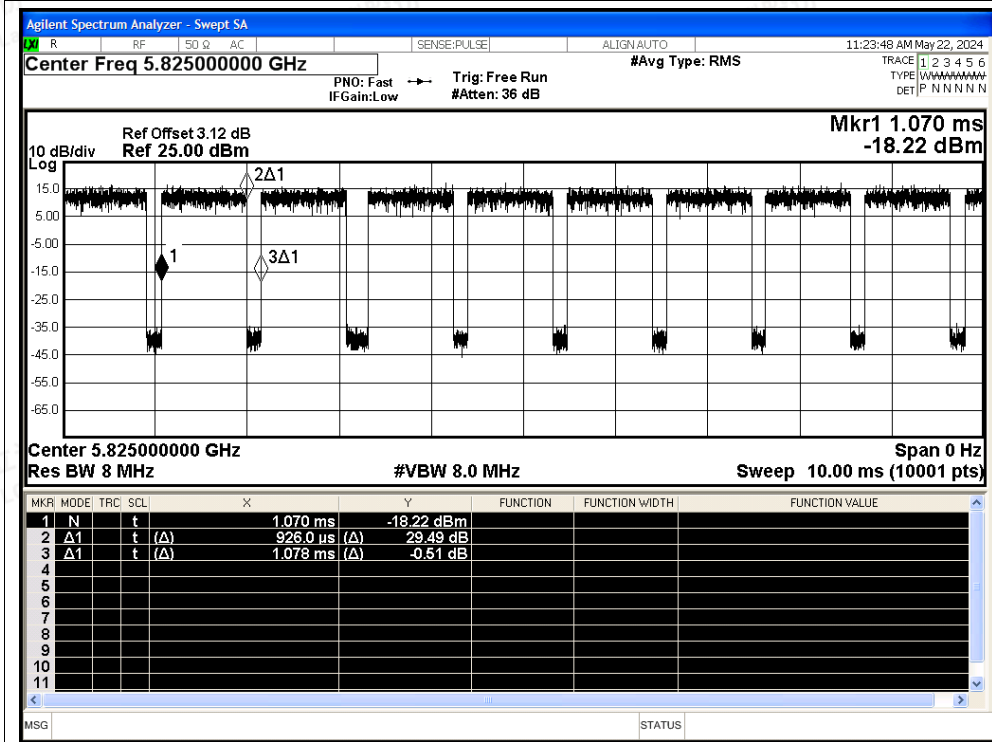 Agilent Spectrum Analyzer - Swept SA
LXI R RF 50 Ω AC SENSE:PULSE ALIGN AUTO 11:23:48 AM May 22, 2024
Center Freq 5.825000000 GHz #Avg Type: RMS TRACE 1 2 3 4 5 6
PNO: Fast Trig: Free Run TYPE
IFGain:Low #Atten: 36 dB DET P N N N N N
Mkr1 1.070 ms
Ref Offset 3.12 dB
10 dB/div Ref 25.00 dBm -18.22 dBm
Log
2Δ1
15.0
5.00
-5.00
1 3Δ1
-15.0
-25.0
-35.0
-45.0
-55.0
-65.0
Center 5.825000000 GHz Span 0 Hz
Res BW 8 MHz #VBW 8.0 MHz Sweep 10.00 ms (10001 pts)
MKR MODE TRC SCL X Y FUNCTION FUNCTION WIDTH FUNCTION VALUE
1 N t 1.070 ms -18.22 dBm
2 Δ1 t (Δ) 926.0 µs (Δ) 29.49 dB
3 Δ1 t (Δ) 1.078 ms (Δ) -0.51 dB
4
5
6
7
8
9
10
11
MSG STATUS